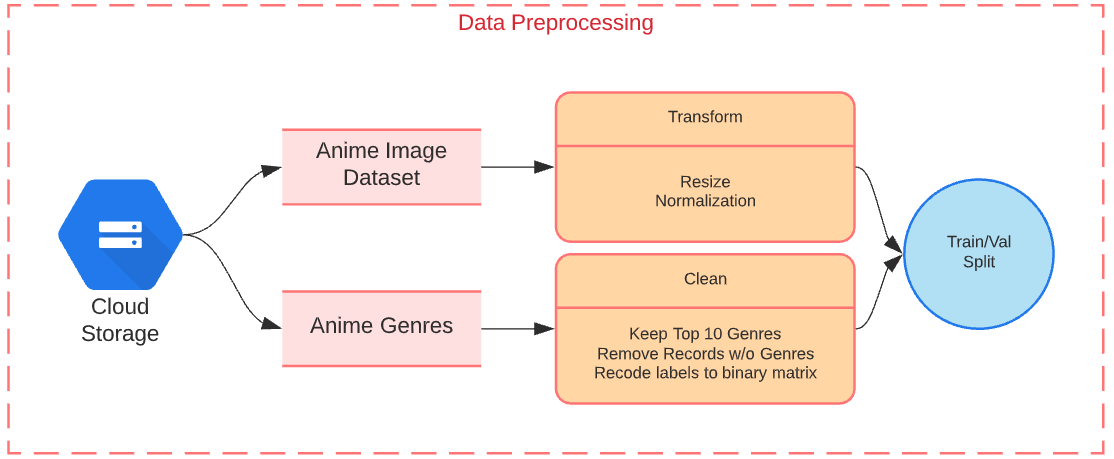 Data Preprocessing
Cloud
Storage
Anime Image
Dataset
Anime Genres
Transform
Resize
Normalization
Clean
Keep Top 10 Genres
Remove Records w/o Genres
Recode labels to binary matrix
Train/Val
Split